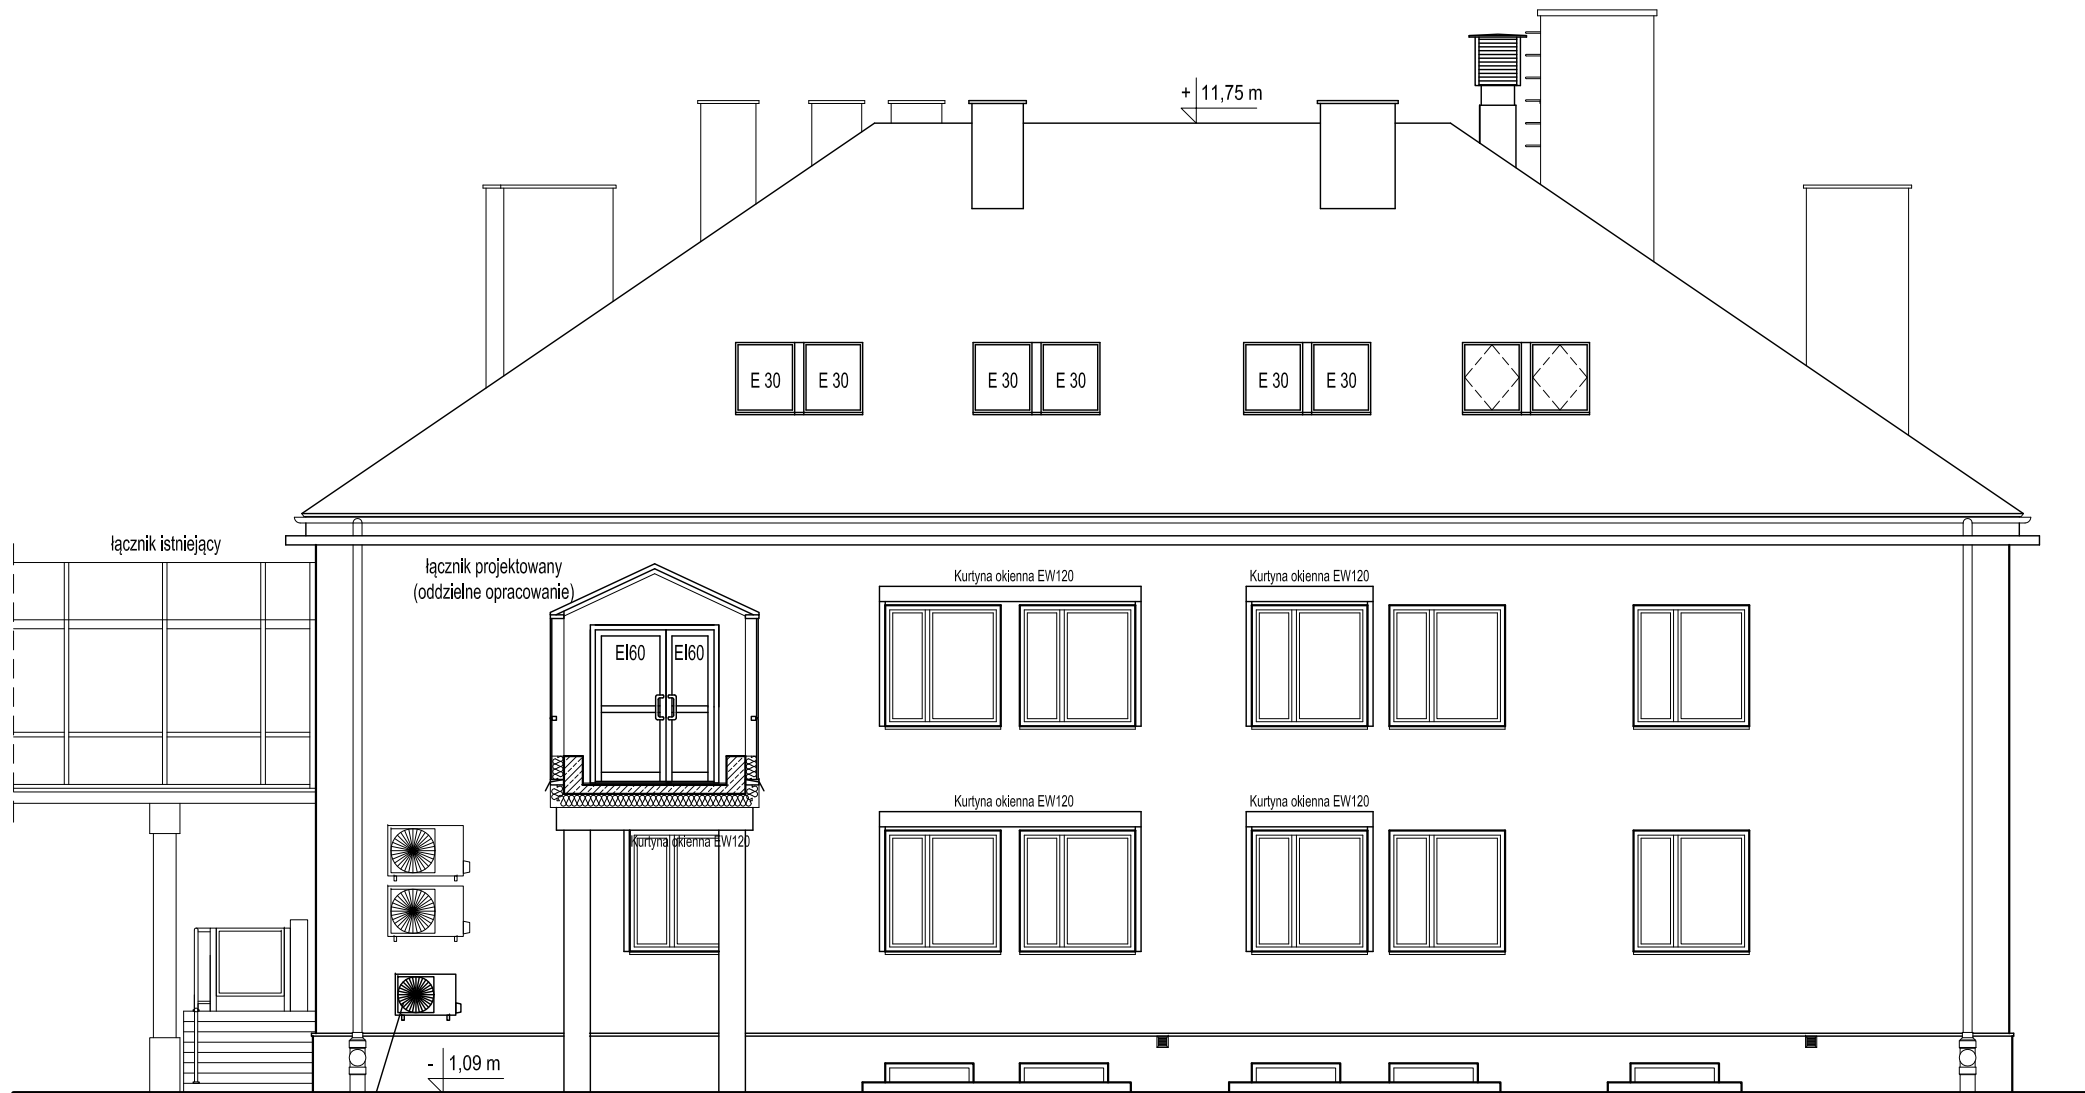 + 11,75 m
E 30 E 30 E 30 E 30 E 30 E 30
łącznik istniejący
łącznik projektowany
(oddzielne opracowanie)
Kurtyna okienna EW120 Kurtyna okienna EW120
EI60 EI60
Kurtyna okienna EW120 Kurtyna okienna EW120
Kurtyna okienna EW120
- 1,09 m